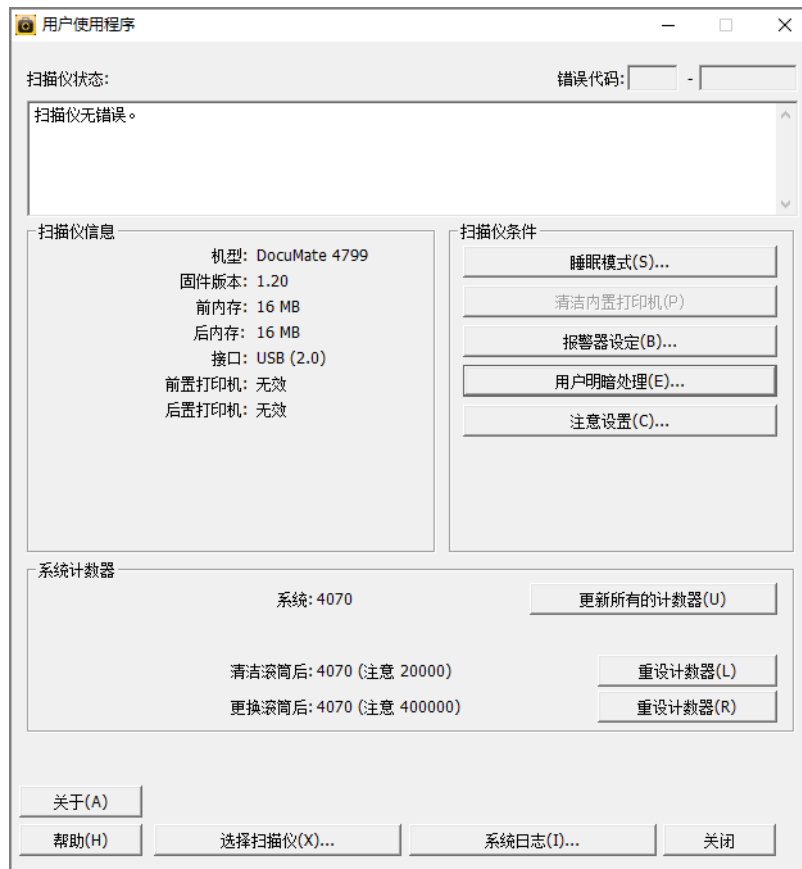 用户使用程序
扫描仪状态:
错误代码: -
扫描仪无错误。
扫描仪信息
机型: DocuMate 4799
固件版本: 1.20
前内存: 16 MB
后内存: 16 MB
接口: USB (2.0)
前置打印机: 无效
后置打印机: 无效
扫描仪条件
睡眠模式(S)...
清洁内置打印机(P)
报警器设定(B)...
用户明暗处理(E)...
注意设置(C)...
系统计数器
系统: 4070
更新所有的计数器(U)
清洁滚筒后: 4070 (注意 20000)
重设计数器(L)
更换滚筒后: 4070 (注意 400000)
重设计数器(R)
关于(A)
帮助(H)
选择扫描仪(X)...
系统日志(I)...
关闭